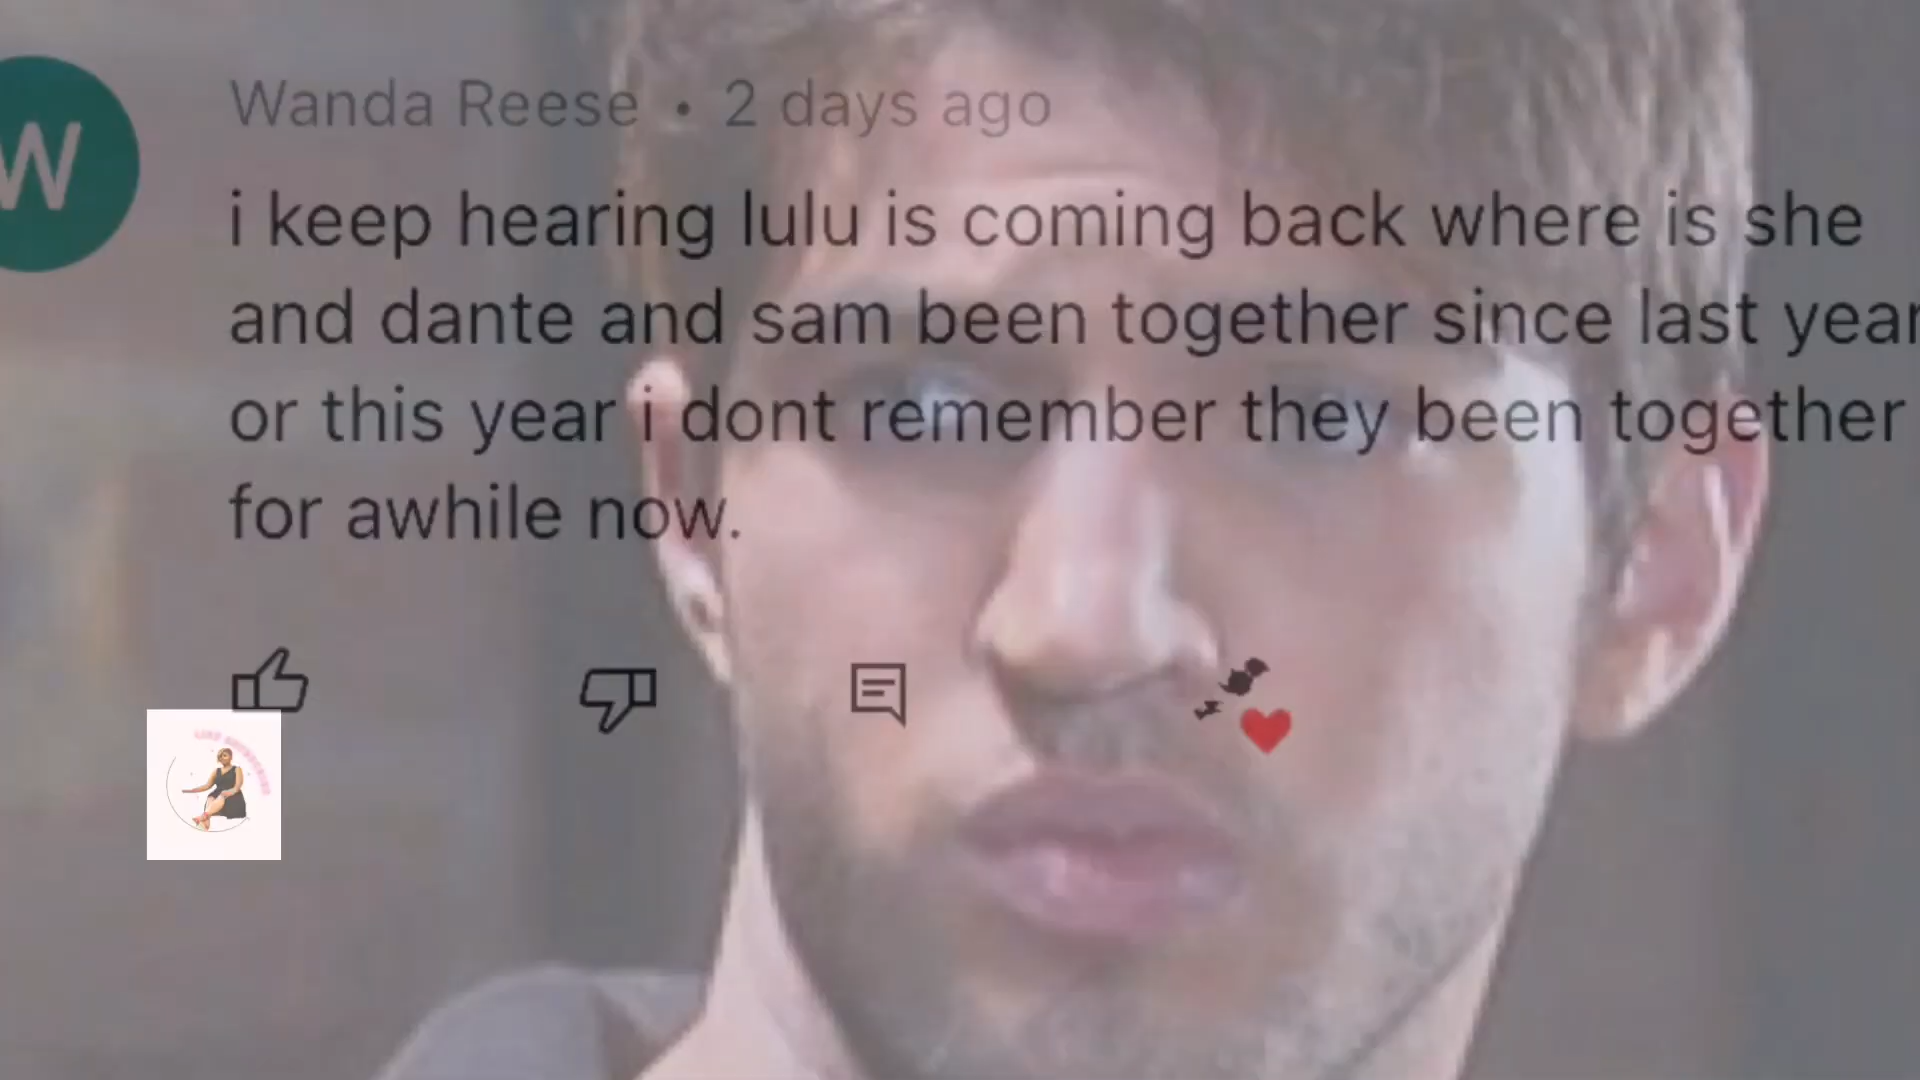 W
Wanda Reese • 2 days ago
i keep hearing lulu is coming back where is she
and dante and sam been together since last year
or this year i dont remember they been together
for awhile now.